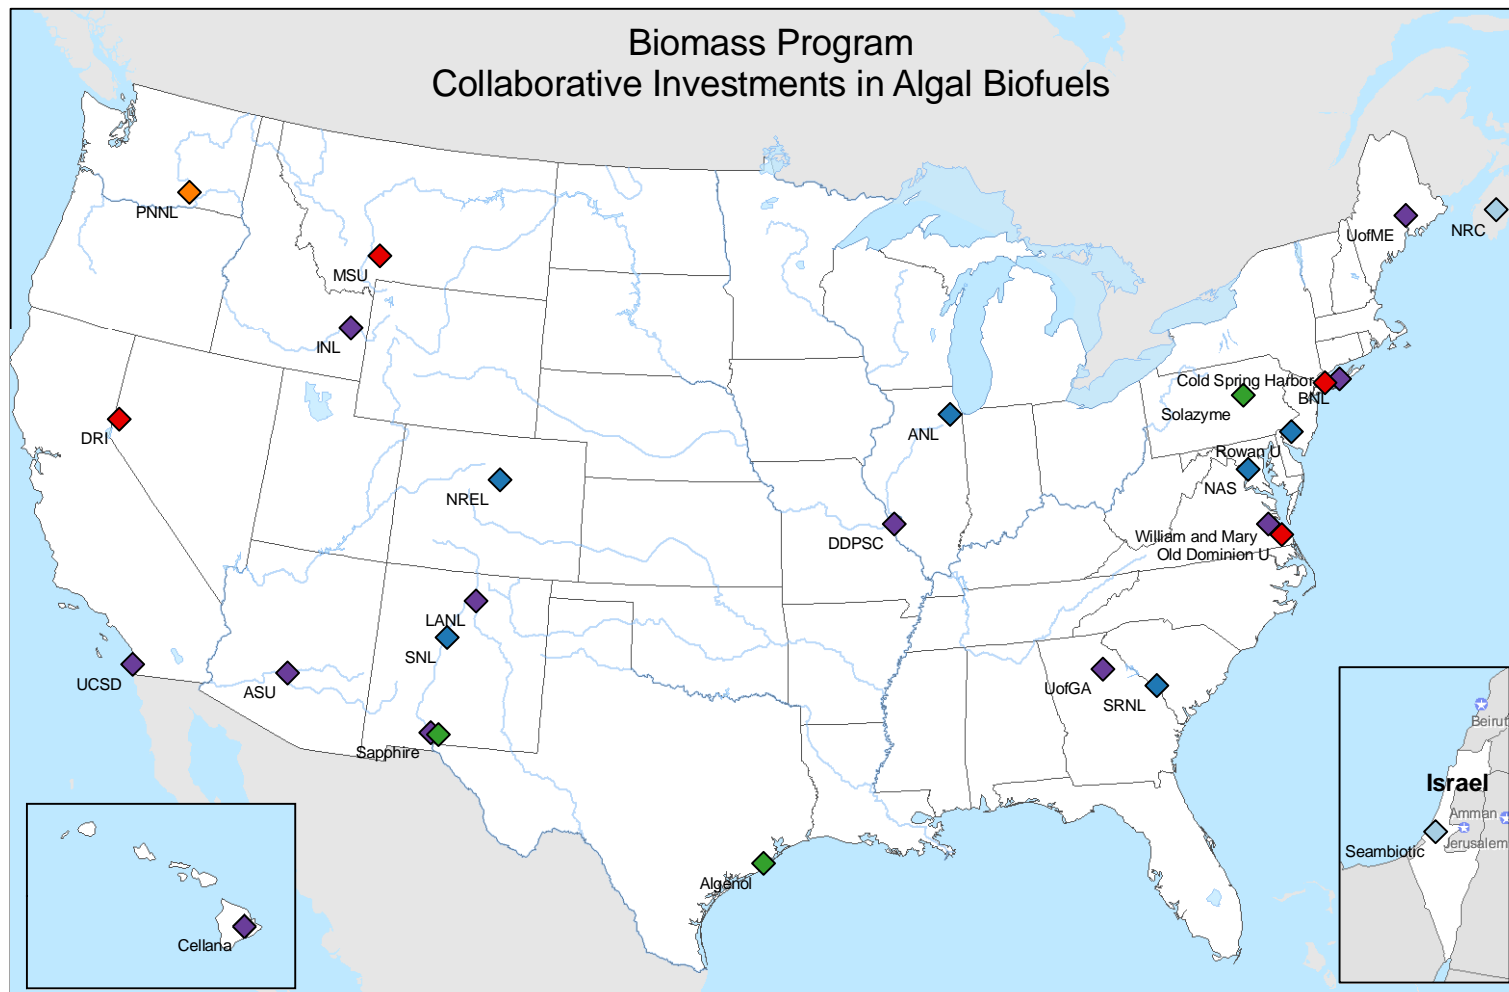 Biomass Program
Collaborative Investments in Algal Biofuels
PNNL
UofME
NRC
MSU
INL
Cold Spring Harbor
BNL
Solazyme
DRI
ANL
Rowan U
NREL
NAS
DDPSC
William and Mary
Old Dominion U
LANL
SNL
UCSD
ASU
UofGA
SRNL
Sapphire
Beirut
Israel
Amman
Jerusalem
Seambiotic
Algenol
Cellana